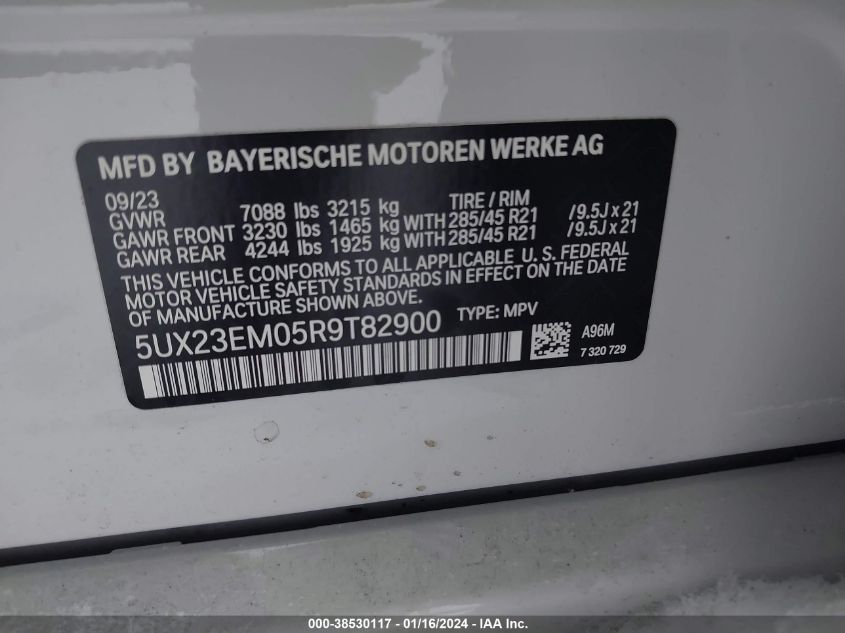 MFD BY BAYERISCHE MOTOREN WERKE AG
09/23 TIRE / RIM
GVWR 7088 lbs 3215 kg
GAWR FRONT 3230 lbs 1465 kg WITH 285/45 R21 /9.5J x 21
GAWR REAR 4244 lbs 1925 kg WITH 285/45 R21 /9.5J x 21
THIS VEHICLE CONFORMS TO ALL APPLICABLE U.S. FEDERAL
MOTOR VEHICLE SAFETY STANDARDS IN EFFECT ON THE DATE
OF MANUFACTURE SHOWN ABOVE.
5UX23EM05R9T82900 TYPE: MPV
A96M
7 320 729
000-38530117 - 01/16/2024 - IAA Inc.